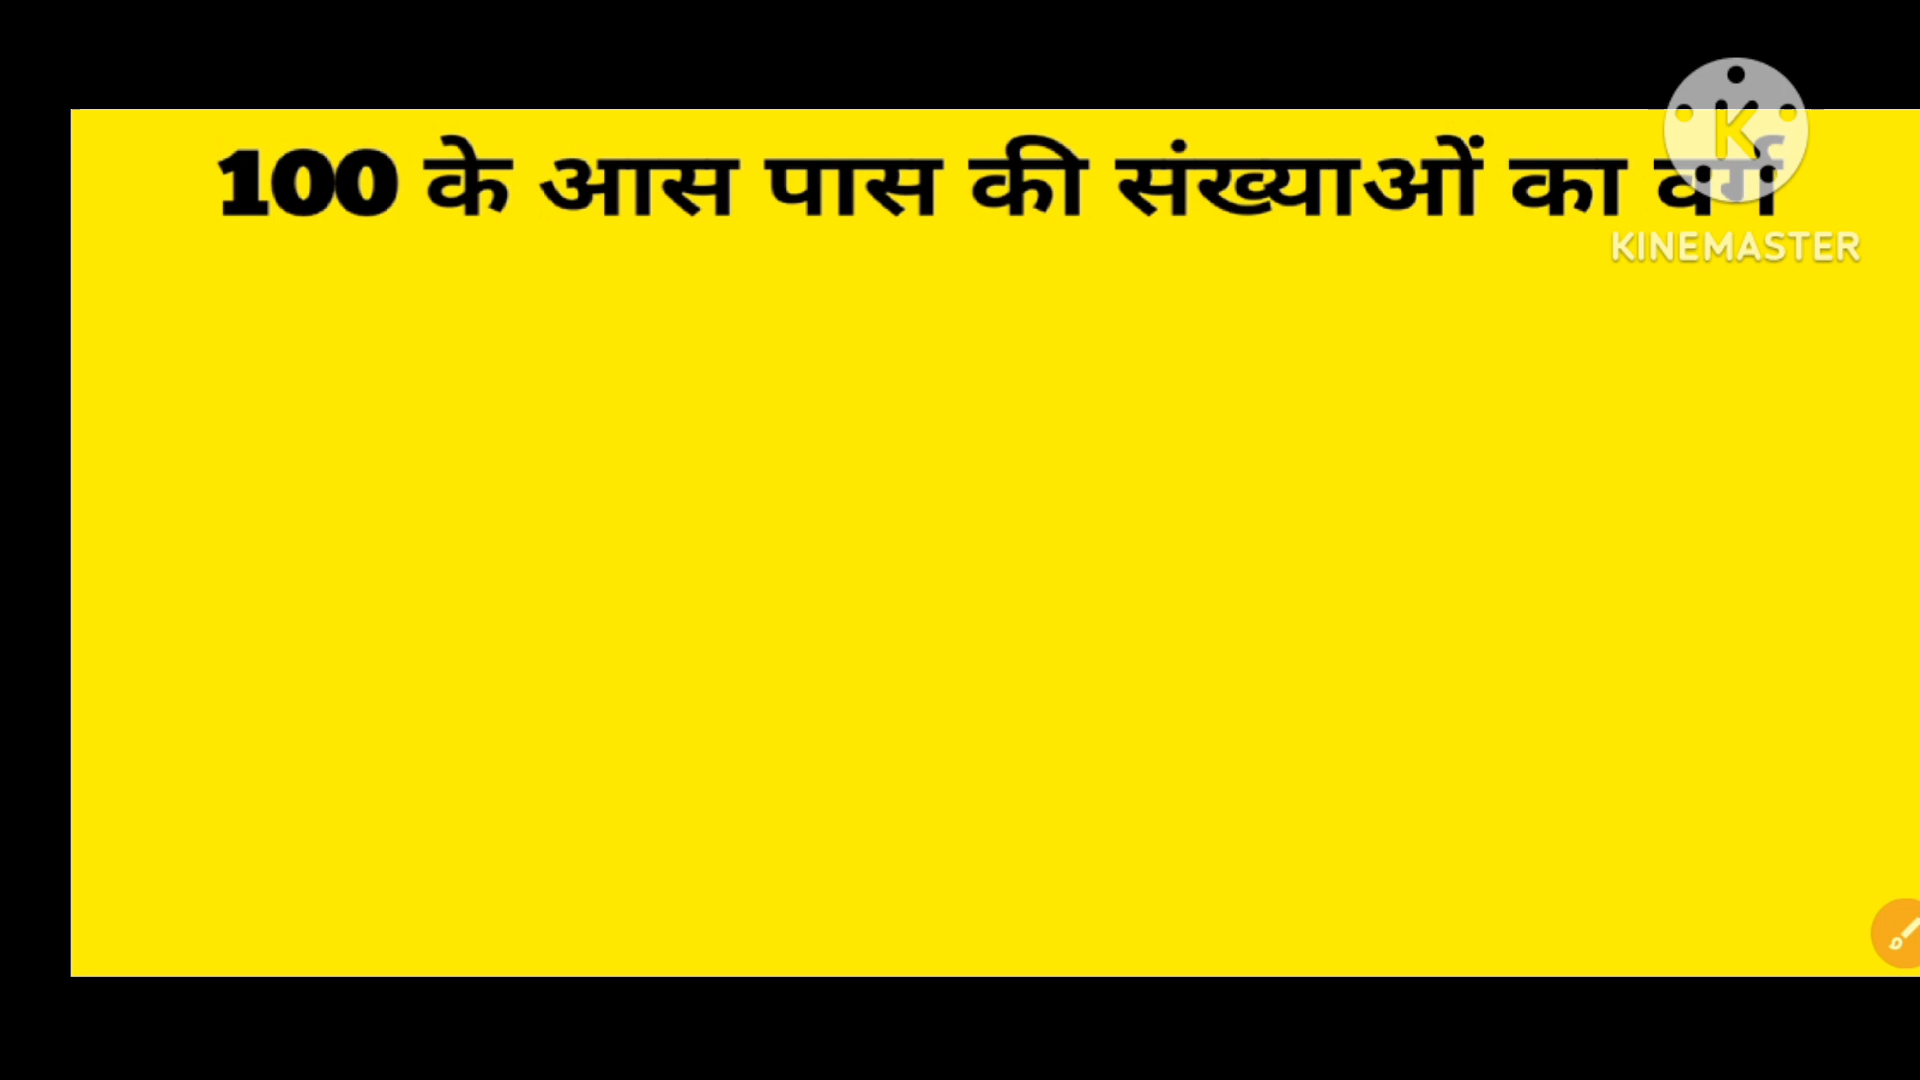 100 के आस पास की संख्याओं का वर्ग
KINEMASTER